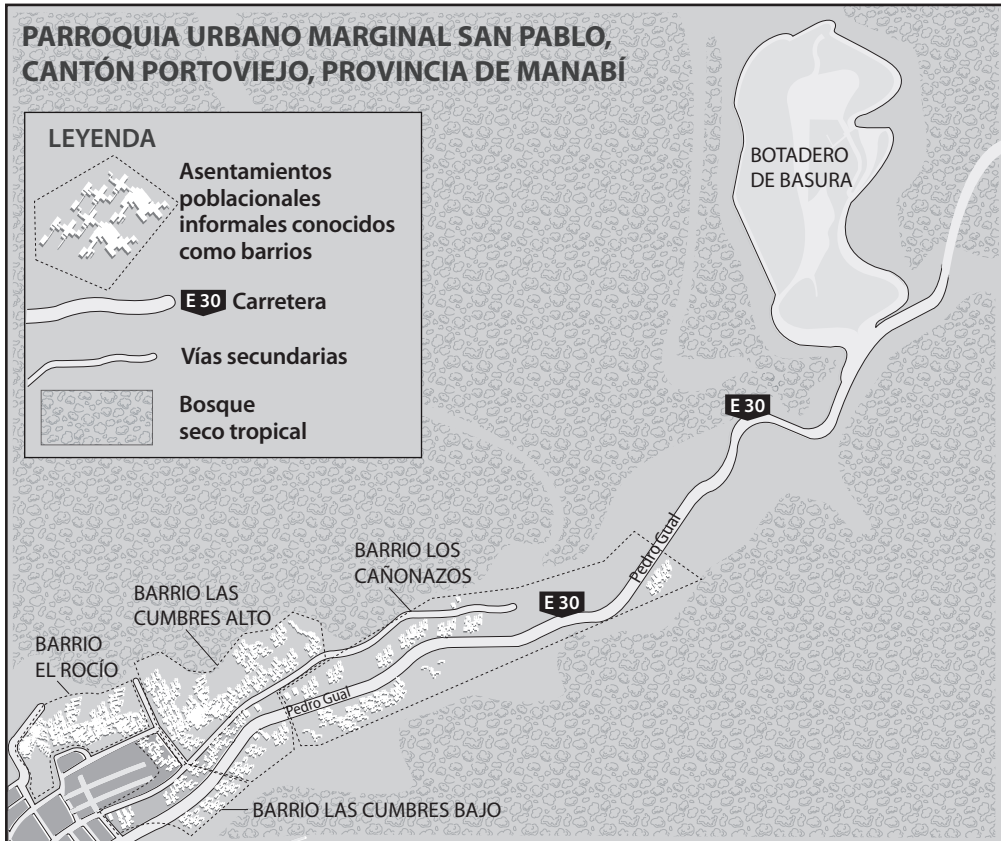 PARROQUIA URBANO MARGINAL SAN PABLO,
CANTÓN PORTOVIEJO, PROVINCIA DE MANABÍ
LEYENDA
Asentamientos
poblacionales
informales conocidos
como barrios
E 30 Carretera
Vías secundarias
Bosque
seco tropical
BOTADERO
DE BASURA
E 30
Pedro Gual
BARRIO LOS
CAÑONAZOS
E 30
BARRIO LAS
CUMBRES ALTO
BARRIO
EL ROCÍO
Pedro Gual
BARRIO LAS CUMBRES BAJO